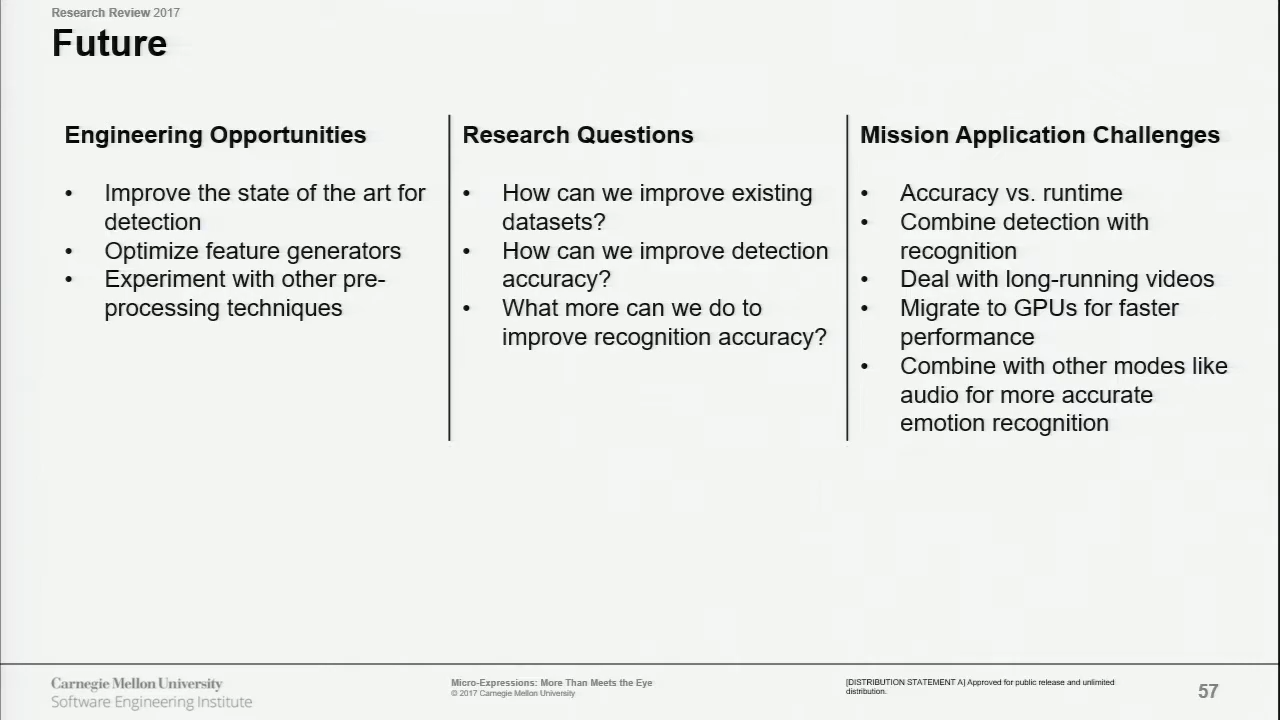 Research Review 2017
Future
Engineering Opportunities
• Improve the state of the art for
detection
• Optimize feature generators
• Experiment with other pre-
processing techniques
Research Questions
• How can we improve existing
datasets?
• How can we improve detection
accuracy?
• What more can we do to
improve recognition accuracy?
Mission Application Challenges
• Accuracy vs. runtime
• Combine detection with
recognition
• Deal with long-running videos
• Migrate to GPUs for faster
performance
• Combine with other modes like
audio for more accurate
emotion recognition
Carnegie Mellon University
Software Engineering Institute
Micro-Expressions: More Than Meets the Eye
© 2017 Carnegie Mellon University
[DISTRIBUTION STATEMENT A] Approved for public release and unlimited
distribution.
57